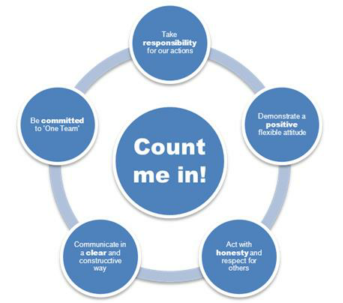 Take
responsibility
for our actions
Demonstrate a
positive
flexible attitude
Act with
honesty and
respect for
others
Communicate in
a clear and
constructive
way
Be committed
to 'One Team'
Count
me in!